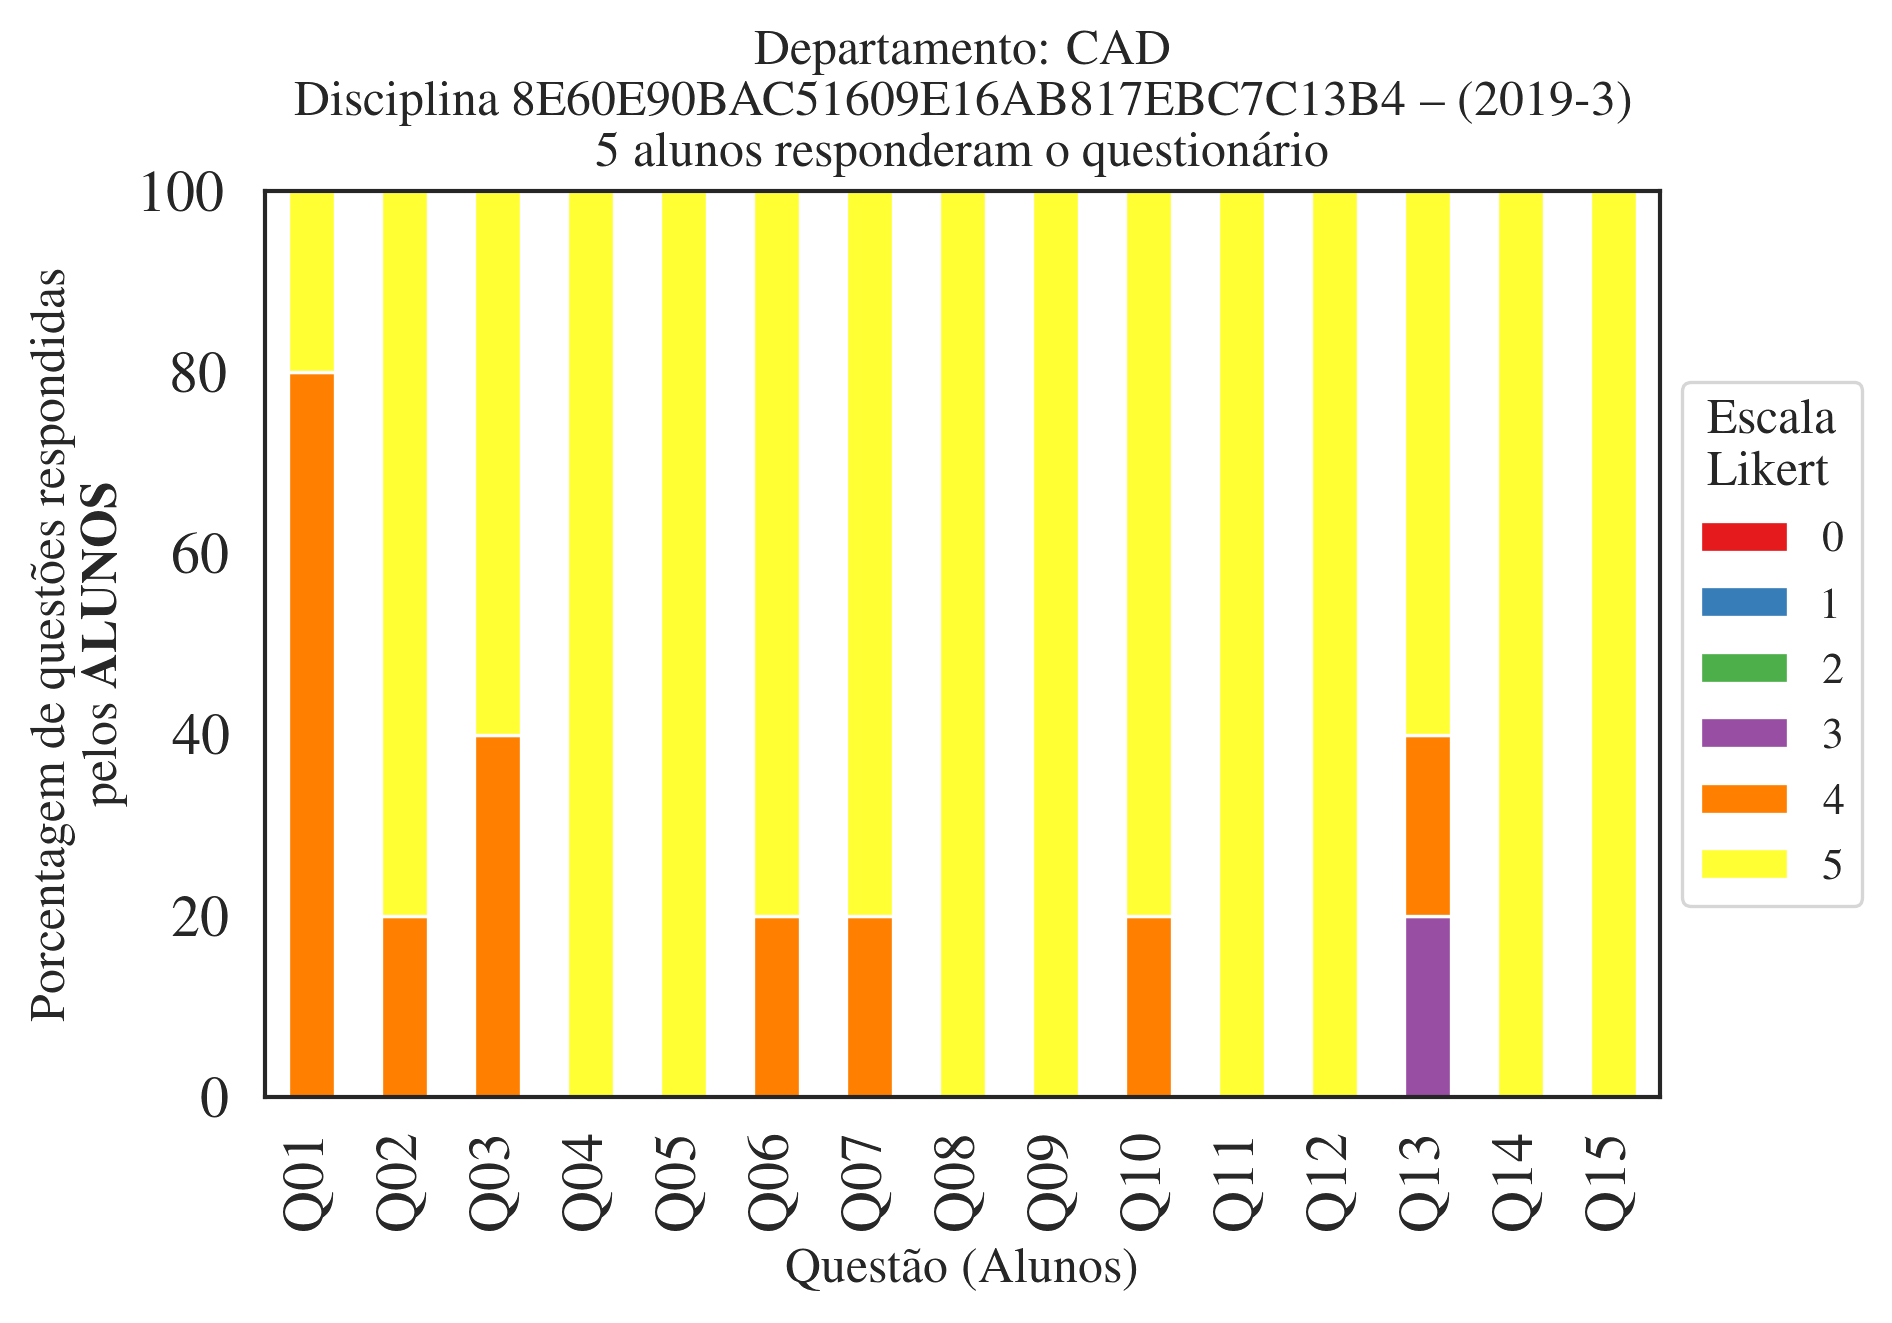 Departamento: CAD
Disciplina 8E60E90BAC51609E16AB817EBC7C13B4 – (2019-3)
5 alunos responderam o questionário
Porcentagem de questões respondidas
pelos ALUNOS
100
80
60
40
20
0
Q01
Q02
Q03
Q04
Q05
Q06
Q07
Q08
Q09
Q10
Q11
Q12
Q13
Q14
Q15
Questão (Alunos)
Escala
Likert
0
1
2
3
4
5